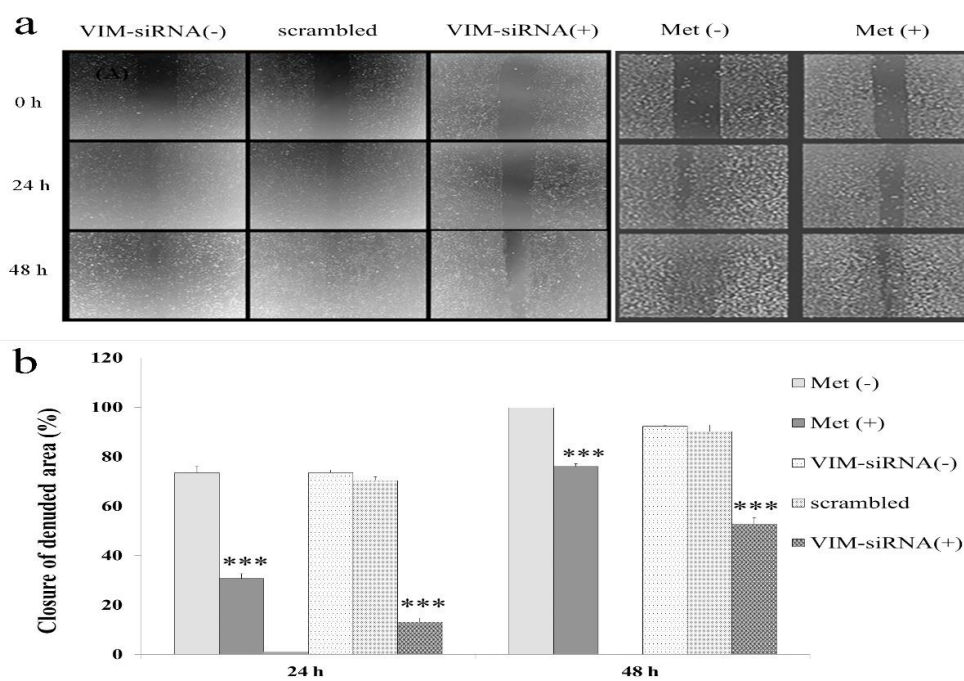 a
VIM-siRNA(-) scrambled VIM-siRNA(+) Met (-) Met (+)
(A)
0 h
24 h
48 h
b
Closure of denuded area (%)
120
100
80
60
40
20
0
***
***
***
***
24 h
48 h
Met (-)
Met (+)
VIM-siRNA(-)
scrambled
VIM-siRNA(+)